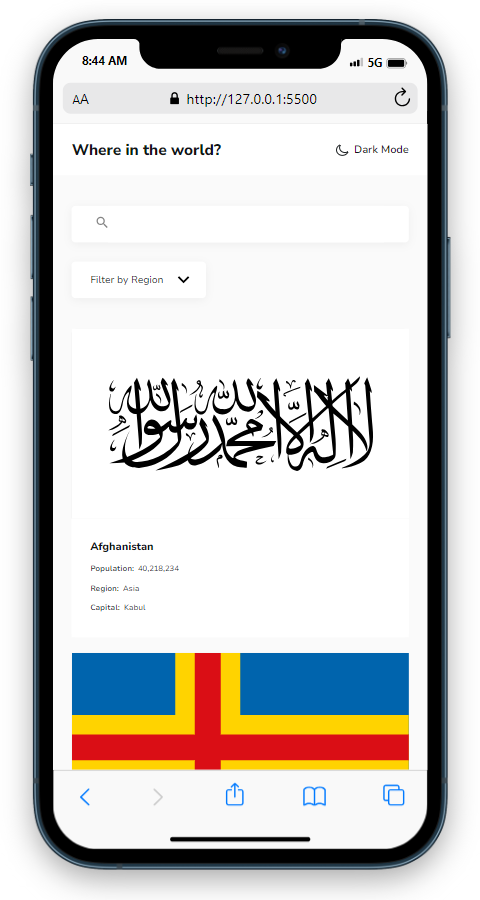 8:44 AM
5G
AA
http://127.0.0.1:5500
Where in the world?
Dark Mode
Filter by Region
لا إله إلا الله محمد رسول الله
Afghanistan
Population: 40,218,234
Region: Asia
Capital: Kabul